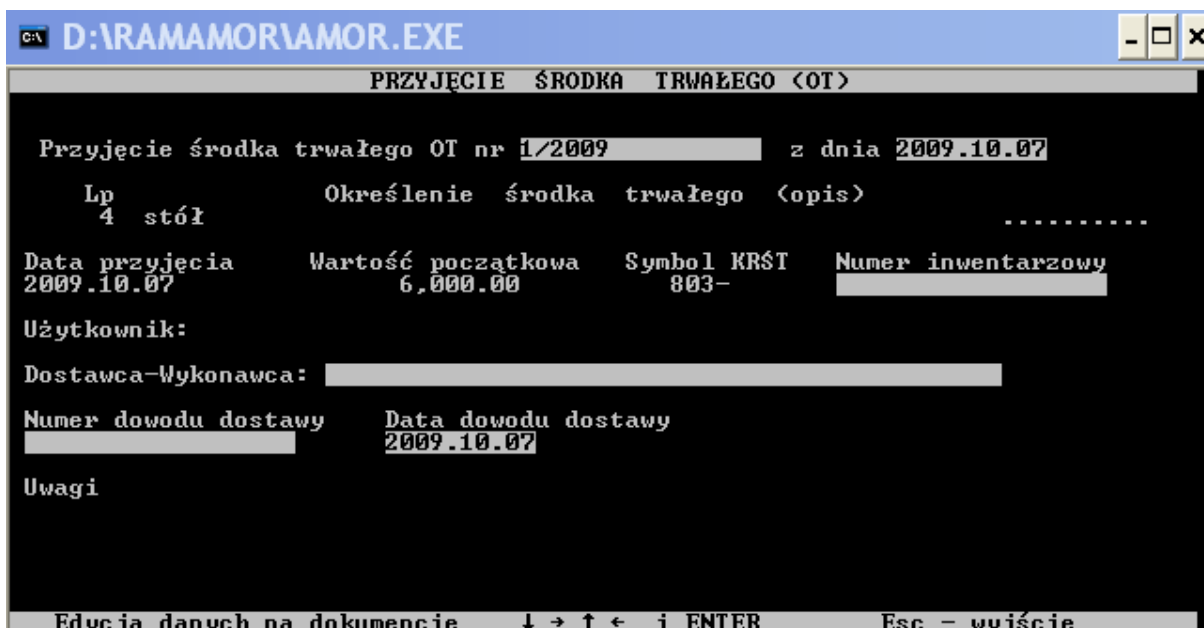 D:\RAMAMOR\AMOR.EXE
PRZYJĘCIE ŚRODKA TRWAŁEGO (OT)
Przyjęcie środka trwałego OT nr 1/2009 z dnia 2009.10.07
Lp Określenie środka trwałego (opis)
4 stół ..........
Data przyjęcia Wartość początkowa Symbol KRŚT Numer inwentarzowy
2009.10.07 6,000.00 803-
Użytkownik:
Dostawca-Wykonawca:
Numer dowodu dostawy Data dowodu dostawy
2009.10.07
Uwagi
Edycja danych na dokumencie ↓ → ↑ ← i ENTER Esc - wyjście